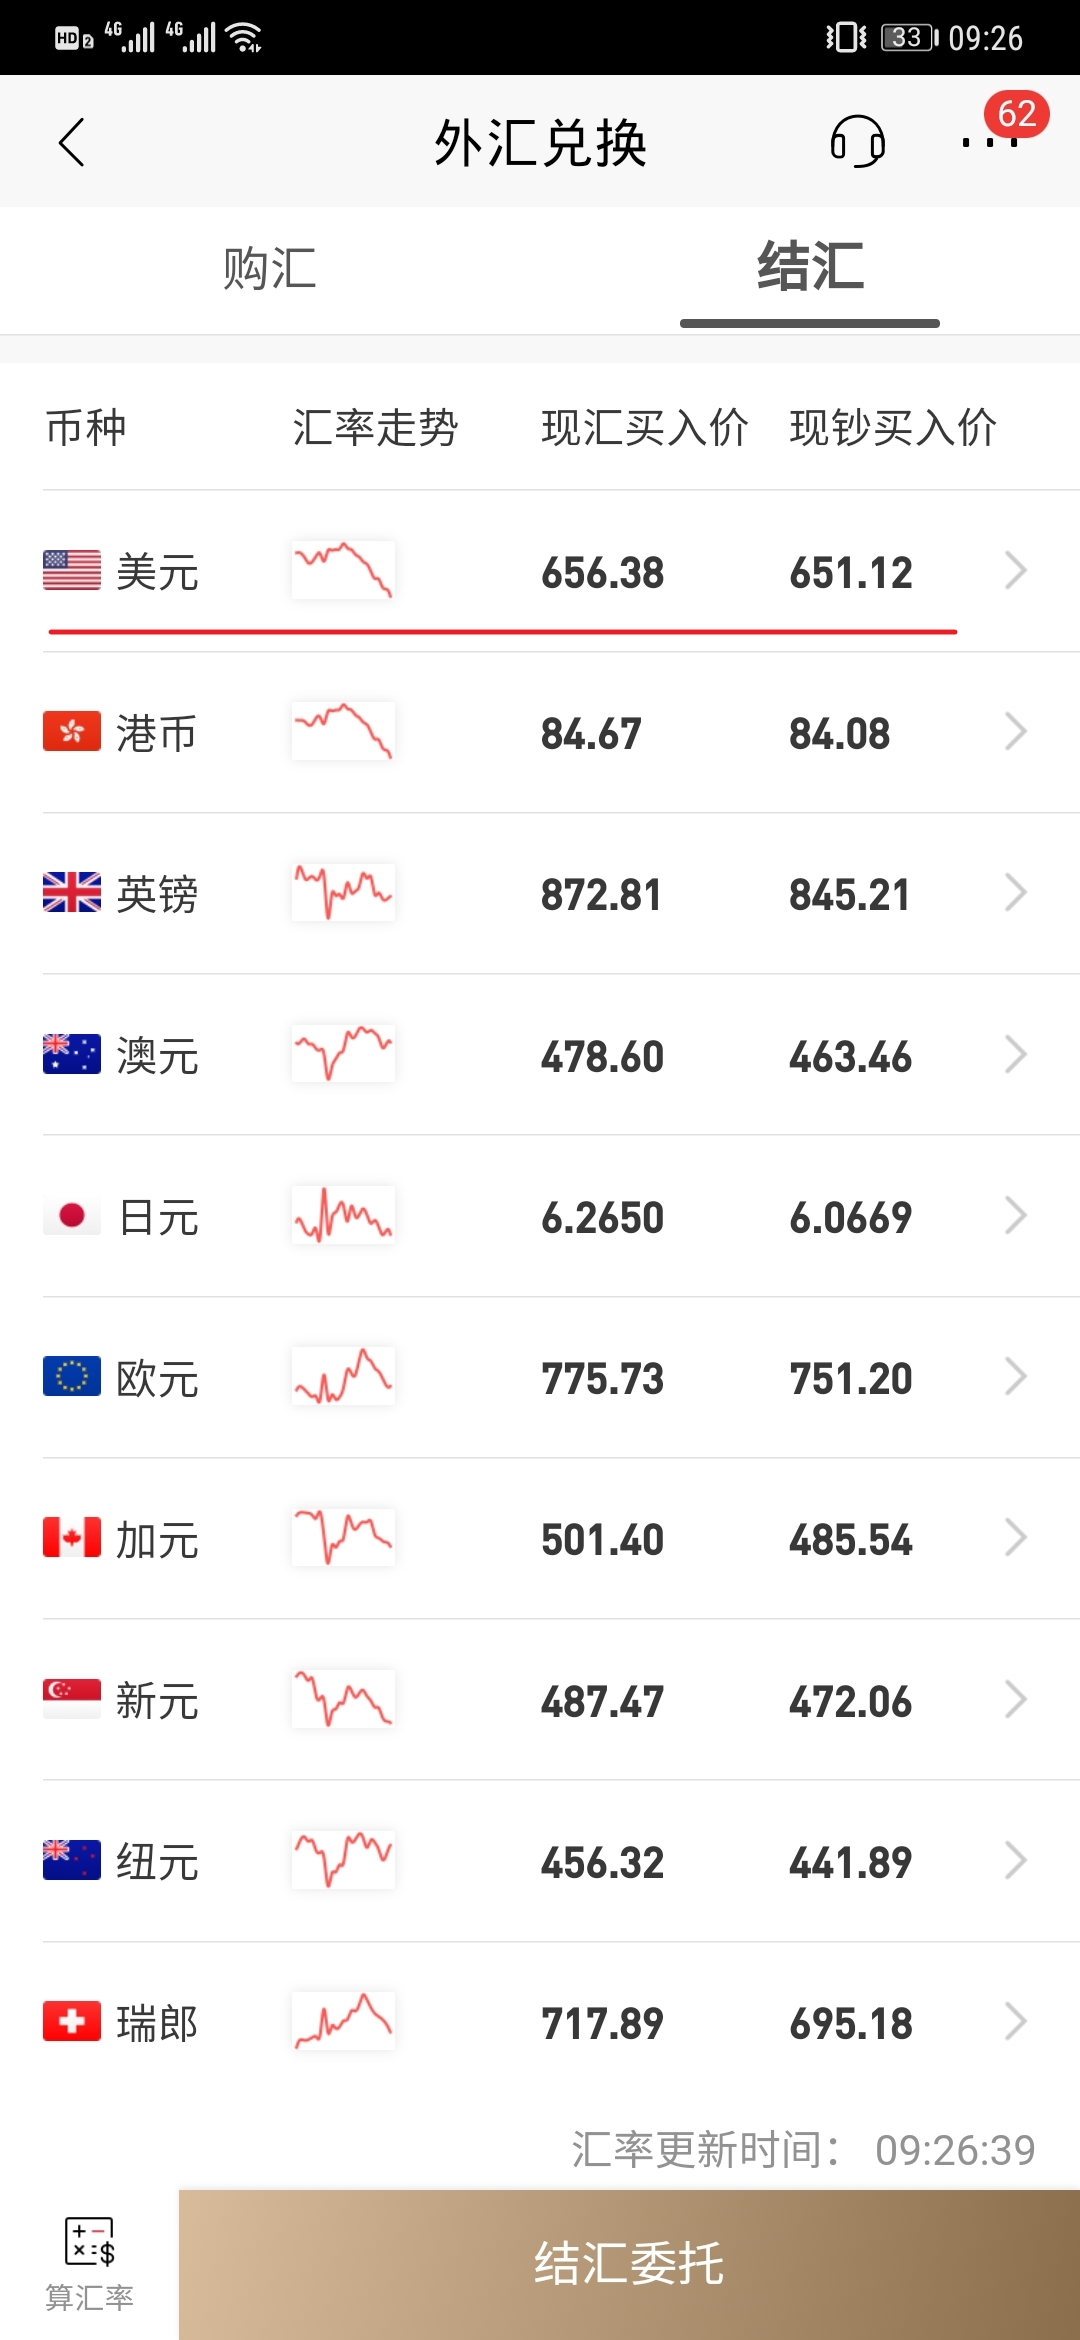 HD 2 4G 4G 33 09:26
外汇兑换 62
购汇 结汇
币种 汇率走势 现汇买入价 现钞买入价
美元 656.38 651.12
港币 84.67 84.08
英镑 872.81 845.21
澳元 478.60 463.46
日元 6.2650 6.0669
欧元 775.73 751.20
加元 501.40 485.54
新元 487.47 472.06
纽元 456.32 441.89
瑞郎 717.89 695.18
汇率更新时间： 09:26:39
算汇率 结汇委托